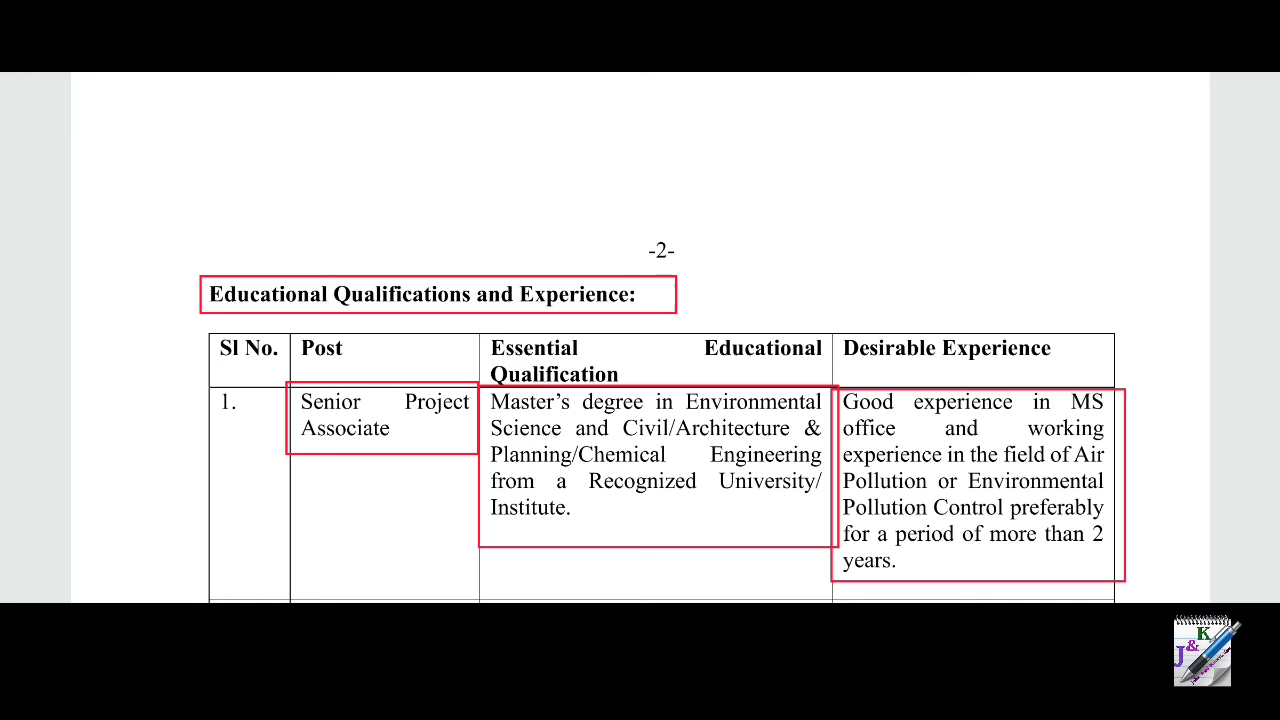 -2-
Educational Qualifications and Experience:
Sl No.
Post
Essential Educational
Qualification
Desirable Experience
1.
Senior Project
Associate
Master’s degree in Environmental
Science and Civil/Architecture &
Planning/Chemical Engineering
from a Recognized University/
Institute.
Good experience in MS
office and working
experience in the field of Air
Pollution or Environmental
Pollution Control preferably
for a period of more than 2
years.
J&K